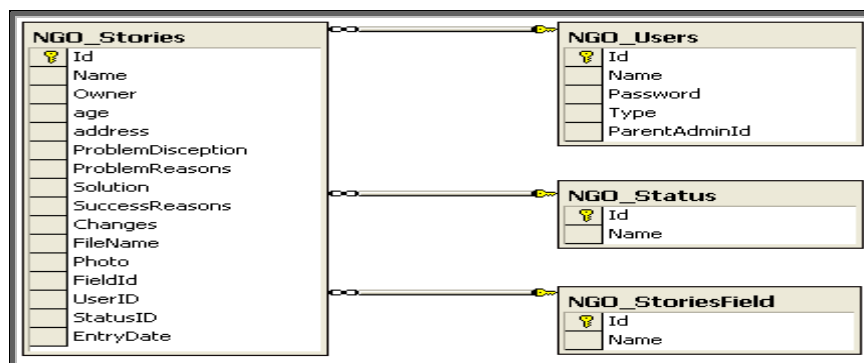 NGO_Stories
Id
Name
Owner
age
address
ProblemDisception
ProblemReasons
Solution
SuccessReasons
Changes
FileName
Photo
FieldId
UserID
StatusID
EntryDate
NGO_Users
Id
Name
Password
Type
ParentAdminId
NGO_Status
Id
Name
NGO_StoriesField
Id
Name